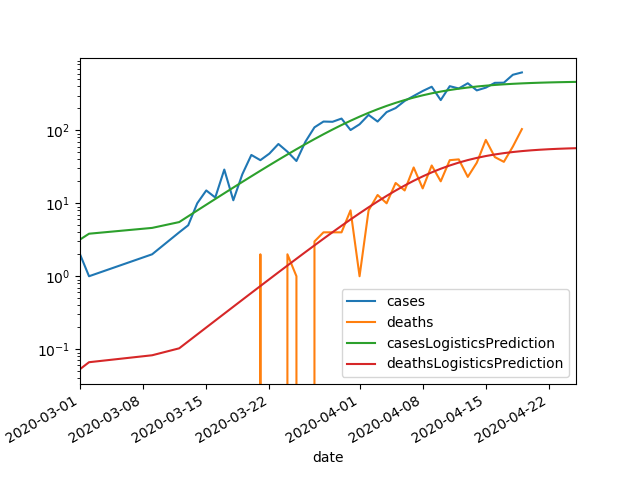 10²
10¹
10⁰
10⁻¹
cases
deaths
casesLogisticsPrediction
deathsLogisticsPrediction
2020-03-01
2020-03-08
2020-03-15
2020-03-22
2020-04-01
2020-04-08
2020-04-15
2020-04-22
date